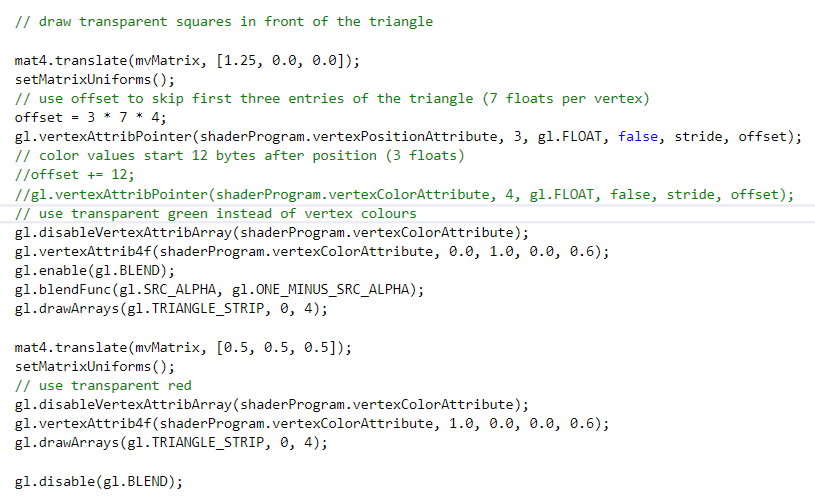 // draw transparent squares in front of the triangle
mat4.translate(mvMatrix, [1.25, 0.0, 0.0]);
setMatrixUniforms();
// use offset to skip first three entries of the triangle (7 floats per vertex)
offset = 3 * 7 * 4;
gl.vertexAttribPointer(shaderProgram.vertexPositionAttribute, 3, gl.FLOAT, false, stride, offset);
// color values start 12 bytes after position (3 floats)
//offset += 12;
//gl.vertexAttribPointer(shaderProgram.vertexColorAttribute, 4, gl.FLOAT, false, stride, offset);
// use transparent green instead of vertex colours
gl.disableVertexAttribArray(shaderProgram.vertexColorAttribute);
gl.vertexAttrib4f(shaderProgram.vertexColorAttribute, 0.0, 1.0, 0.0, 0.6);
gl.enable(gl.BLEND);
gl.blendFunc(gl.SRC_ALPHA, gl.ONE_MINUS_SRC_ALPHA);
gl.drawArrays(gl.TRIANGLE_STRIP, 0, 4);
mat4.translate(mvMatrix, [0.5, 0.5, 0.5]);
setMatrixUniforms();
// use transparent red
gl.disableVertexAttribArray(shaderProgram.vertexColorAttribute);
gl.vertexAttrib4f(shaderProgram.vertexColorAttribute, 1.0, 0.0, 0.0, 0.6);
gl.drawArrays(gl.TRIANGLE_STRIP, 0, 4);
gl.disable(gl.BLEND);